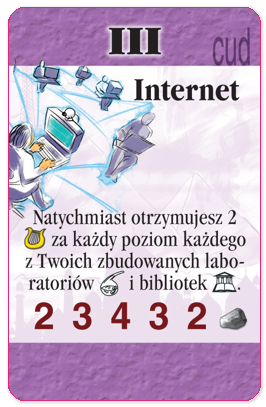 III
cud
Internet
Natychmiast otrzymujesz 2
za każdy poziom każdego
z Twoich zbudowanych labo-
ratoriów i bibliotek .
2 3 4 3 2